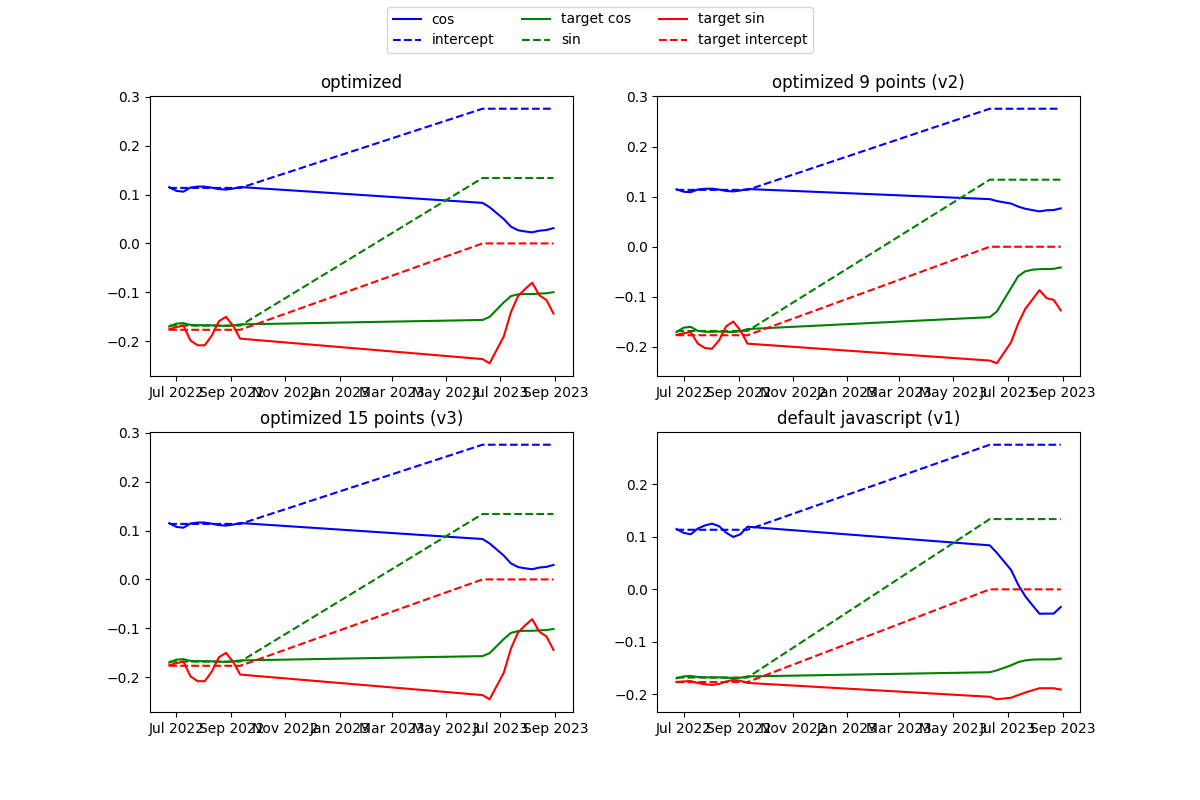 cos target cos target sin
intercept sin target intercept
optimized
0.3
0.2
0.1
0.0
−0.1
−0.2
Jul 2022 Sep 2022 Nov 2022 Jan 2023 Mar 2023 May 2023 Jul 2023 Sep 2023
optimized 9 points (v2)
0.3
0.2
0.1
0.0
−0.1
−0.2
Jul 2022 Sep 2022 Nov 2022 Jan 2023 Mar 2023 May 2023 Jul 2023 Sep 2023
optimized 15 points (v3)
0.3
0.2
0.1
0.0
−0.1
−0.2
Jul 2022 Sep 2022 Nov 2022 Jan 2023 Mar 2023 May 2023 Jul 2023 Sep 2023
default javascript (v1)
0.2
0.1
0.0
−0.1
−0.2
Jul 2022 Sep 2022 Nov 2022 Jan 2023 Mar 2023 May 2023 Jul 2023 Sep 2023